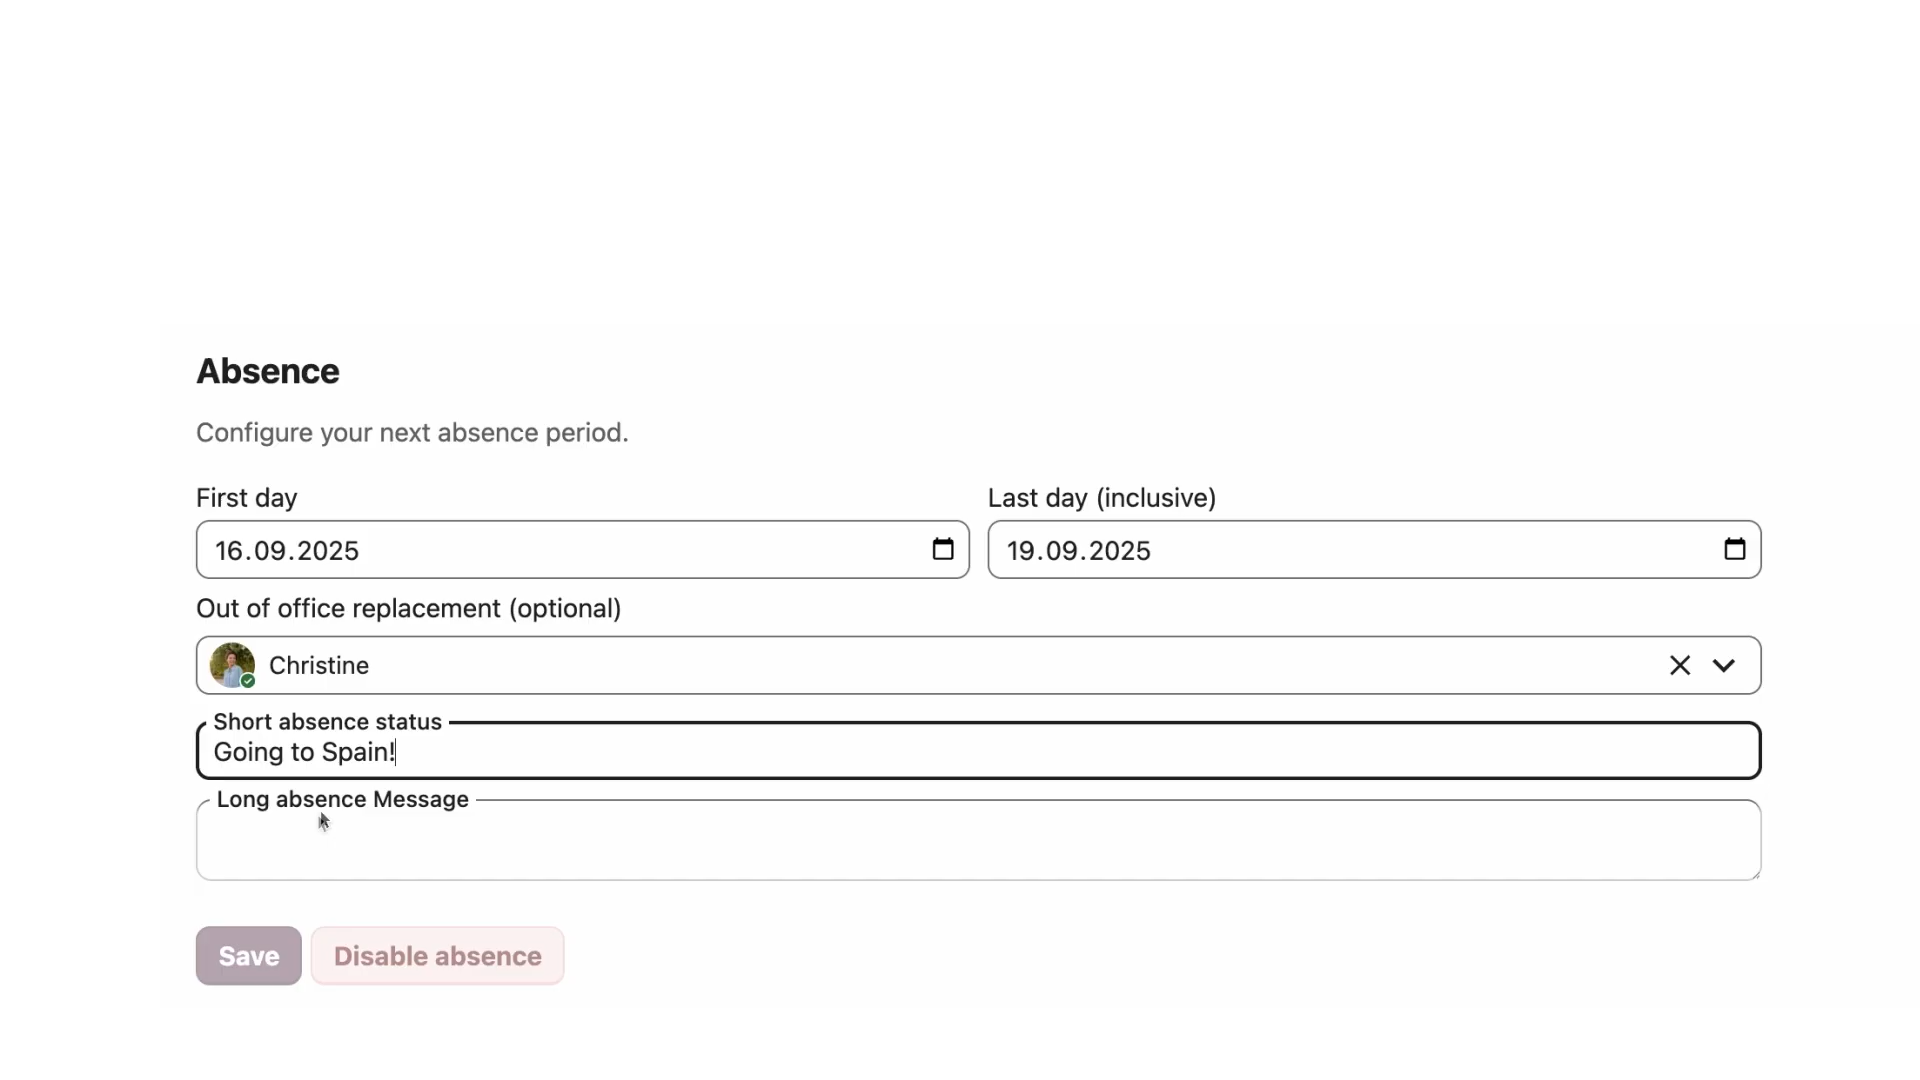 Absence
Configure your next absence period.
First day
Last day (inclusive)
16.09.2025
19.09.2025
Out of office replacement (optional)
Christine
Short absence status
Going to Spain!
Long absence Message
Save
Disable absence